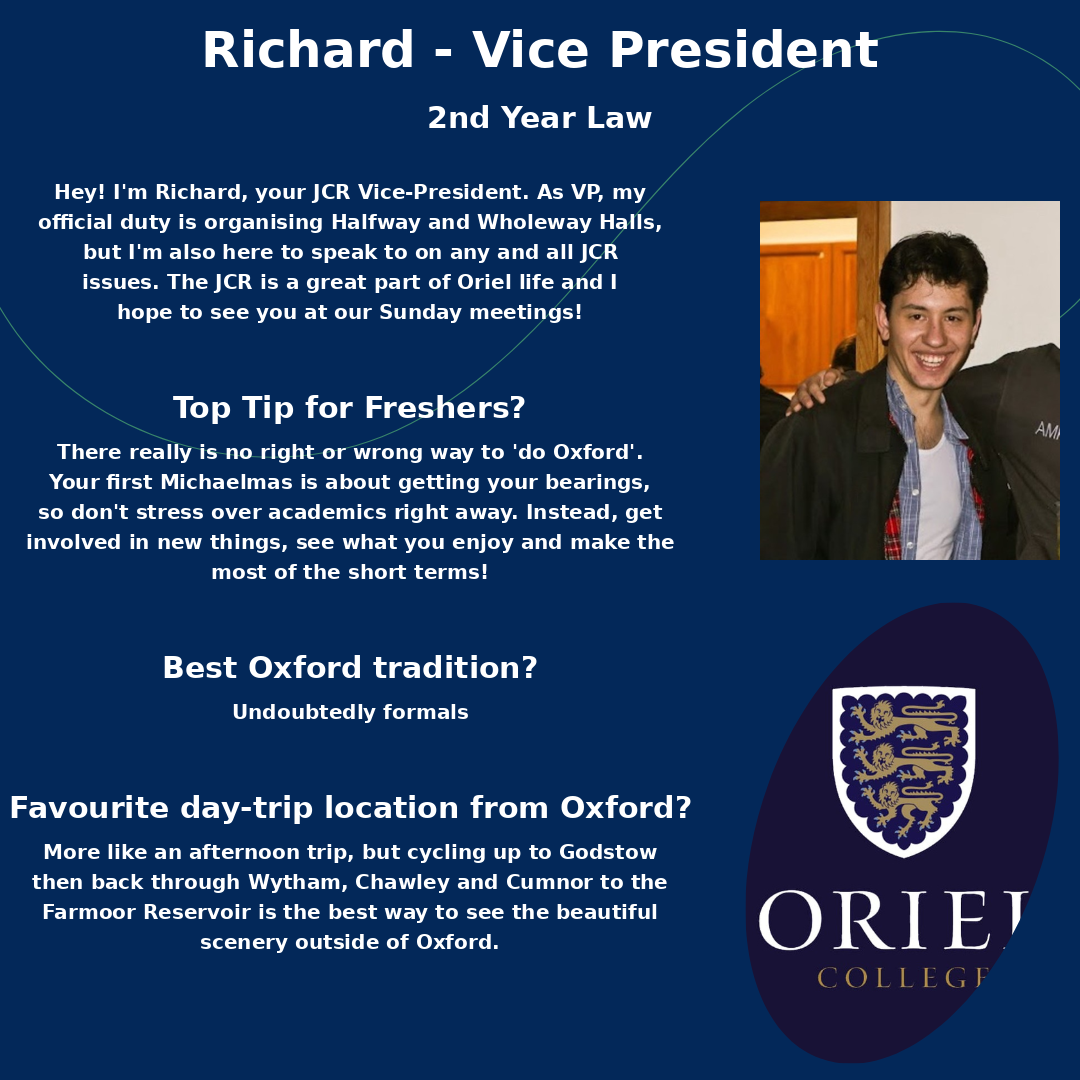 Richard - Vice President
2nd Year Law
Hey! I'm Richard, your JCR Vice-President. As VP, my
official duty is organising Halfway and Wholeway Halls,
but I'm also here to speak to on any and all JCR
issues. The JCR is a great part of Oriel life and I
hope to see you at our Sunday meetings!
Top Tip for Freshers?
There really is no right or wrong way to 'do Oxford'.
Your first Michaelmas is about getting your bearings,
so don't stress over academics right away. Instead, get
involved in new things, see what you enjoy and make the
most of the short terms!
Best Oxford tradition?
Undoubtedly formals
Favourite day-trip location from Oxford?
More like an afternoon trip, but cycling up to Godstow
then back through Wytham, Chawley and Cumnor to the
Farmoor Reservoir is the best way to see the beautiful
scenery outside of Oxford.
ORIEL
COLLEGE